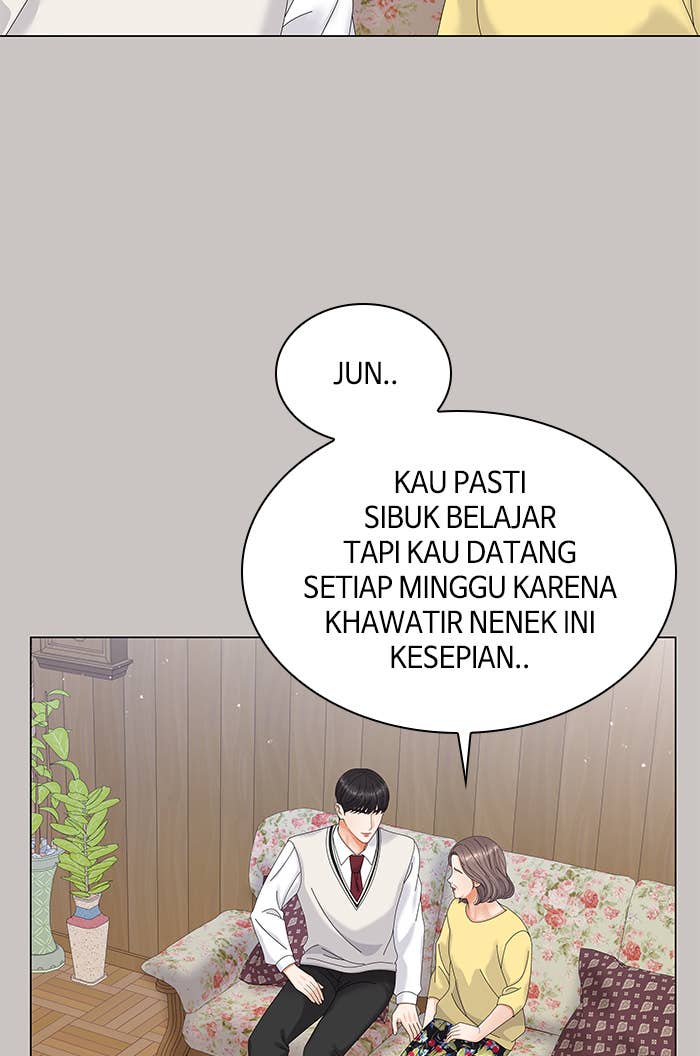 JUN..
KAU PASTI
SIBUK BELAJAR
TAPI KAU DATANG
SETIAP MINGGU KARENA
KHAWATIR NENEK INI
KESEPIAN..